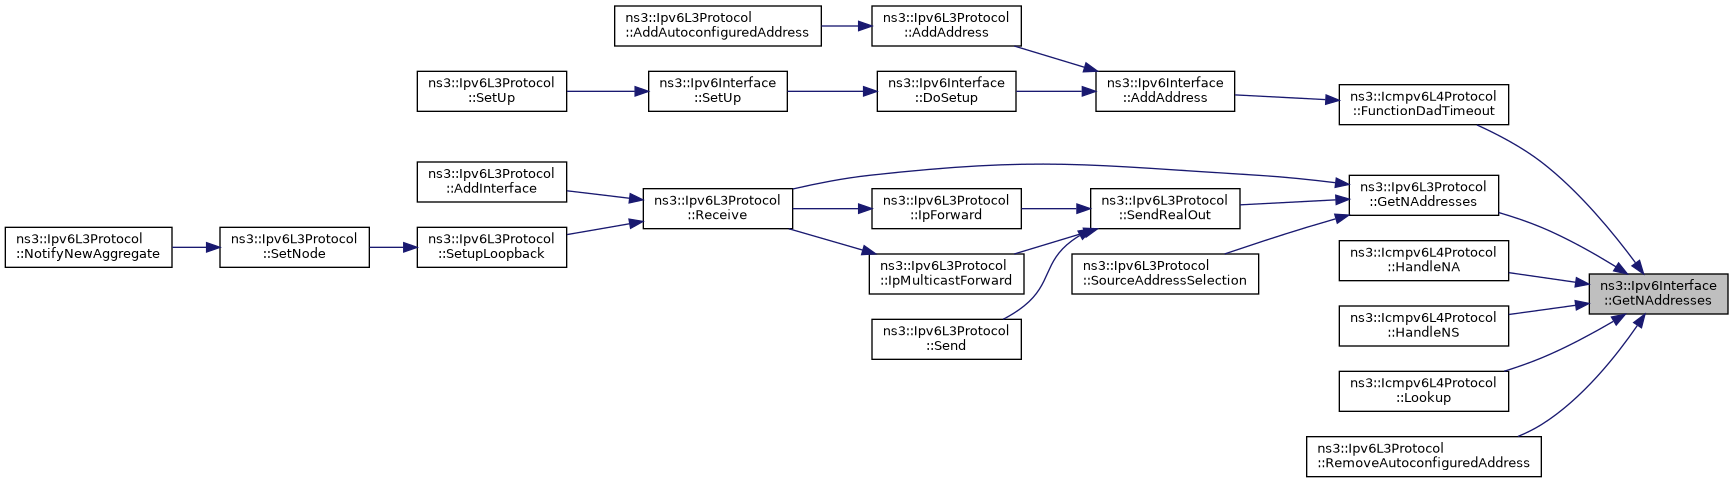 ns3::Ipv6L3Protocol
::AddAutoconfiguredAddress
ns3::Ipv6L3Protocol
::AddAddress
ns3::Ipv6L3Protocol
::SetUp
ns3::Ipv6Interface
::SetUp
ns3::Ipv6Interface
::DoSetup
ns3::Ipv6Interface
::AddAddress
ns3::Icmpv6L4Protocol
::FunctionDadTimeout
ns3::Ipv6L3Protocol
::AddInterface
ns3::Ipv6L3Protocol
::Receive
ns3::Ipv6L3Protocol
::IpForward
ns3::Ipv6L3Protocol
::SendRealOut
ns3::Ipv6L3Protocol
::GetNAddresses
ns3::Ipv6L3Protocol
::NotifyNewAggregate
ns3::Ipv6L3Protocol
::SetNode
ns3::Ipv6L3Protocol
::SetupLoopback
ns3::Ipv6L3Protocol
::IpMulticastForward
ns3::Ipv6L3Protocol
::SourceAddressSelection
ns3::Icmpv6L4Protocol
::HandleNA
ns3::Ipv6Interface
::GetNAddresses
ns3::Ipv6L3Protocol
::Send
ns3::Icmpv6L4Protocol
::HandleNS
ns3::Icmpv6L4Protocol
::Lookup
ns3::Ipv6L3Protocol
::RemoveAutoconfiguredAddress